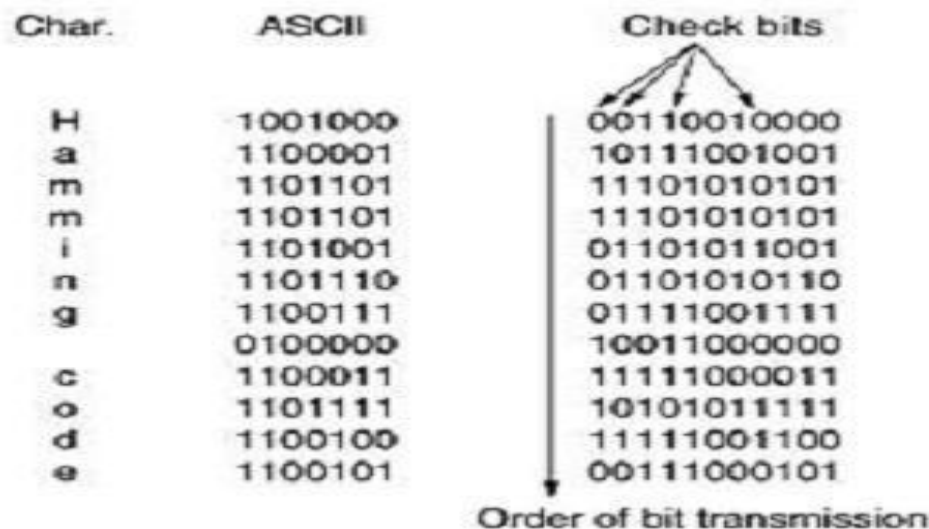 Char. ASCII Check bits
H 1001000 00110010000
a 1100001 10111001001
m 1101101 11101010101
m 1101101 11101010101
i 1101001 01101011001
n 1101110 01101010110
g 1100111 01111001111
0100000 10011000000
c 1100011 11111000011
o 1101111 10101011111
d 1100100 11111001100
e 1100101 00111000101
Order of bit transmission